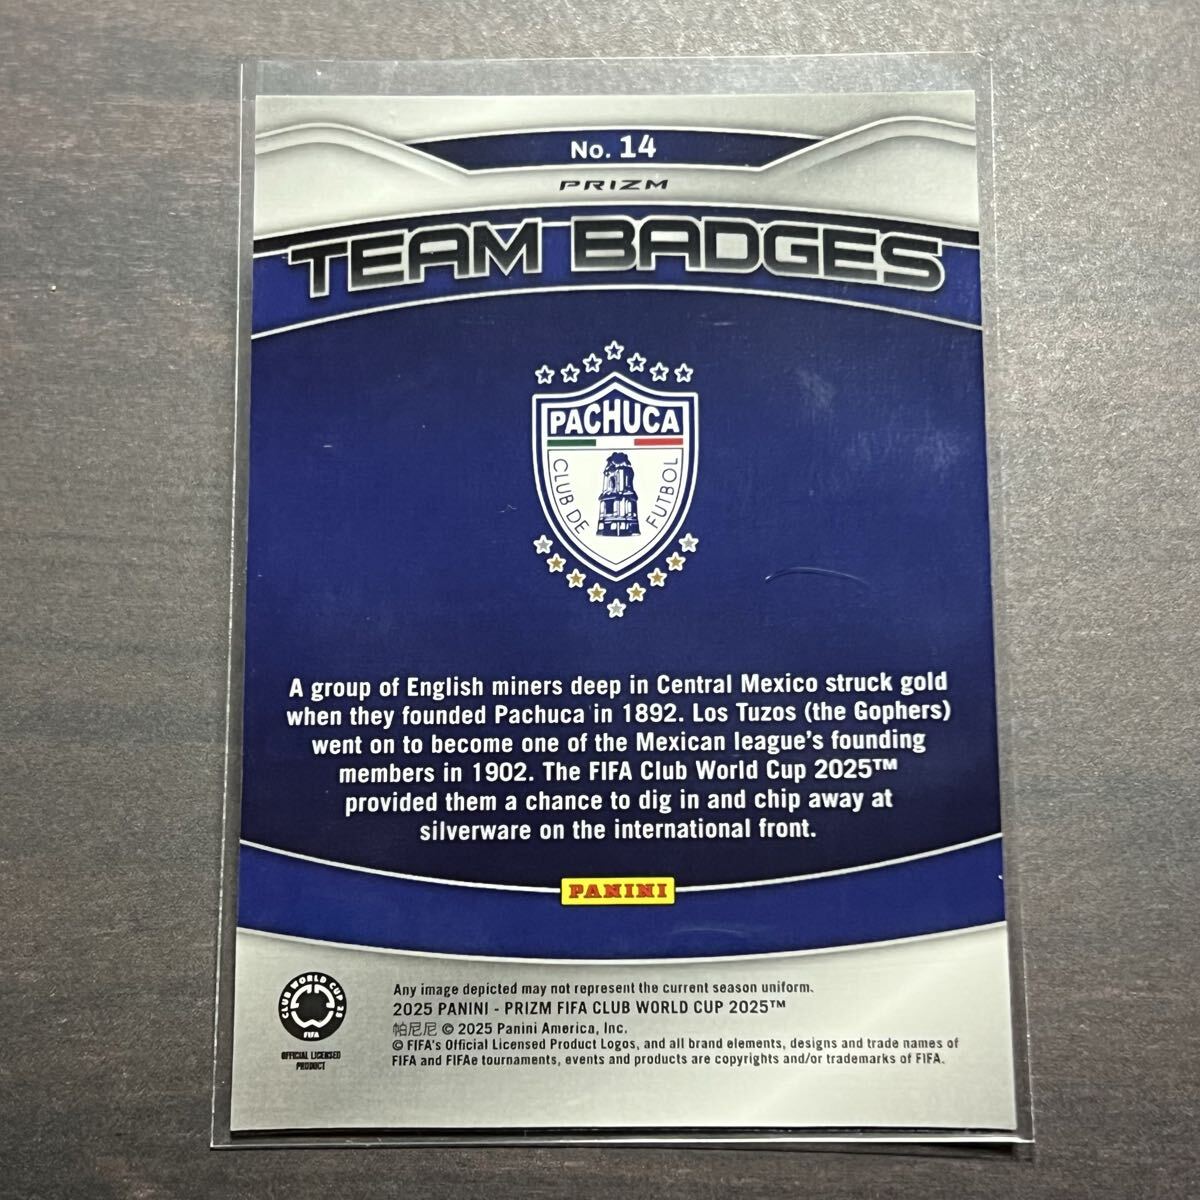 No. 14
PRIZM
TEAM BADGES
PACHUCA
CLUB DE FUTBOL
A group of English miners deep in Central Mexico struck gold
when they founded Pachuca in 1892. Los Tuzos (the Gophers)
went on to become one of the Mexican league's founding
members in 1902. The FIFA Club World Cup 2025™
provided them a chance to dig in and chip away at
silverware on the international front.
PANINI
CLUB WORLD CUP 25
FIFA
OFFICIAL LICENSED
PRODUCT
Any image depicted may not represent the current season uniform.
2025 PANINI - PRIZM FIFA CLUB WORLD CUP 2025™
帕尼尼 © 2025 Panini America, Inc.
© FIFA's Official Licensed Product Logos, and all brand elements, designs and trade names of
FIFA and FIFAe tournaments, events and products are copyrights and/or trademarks of FIFA.